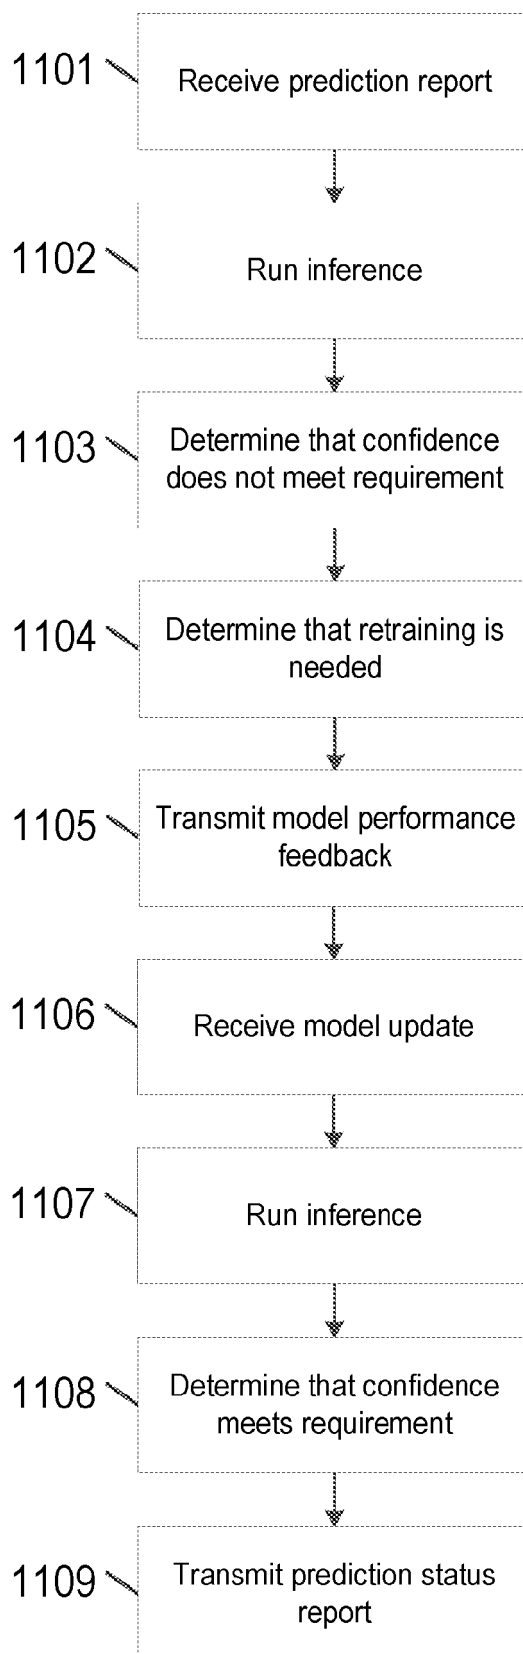 1101
Receive prediction report
1102
Run inference
1103
Determine that confidence
does not meet requirement
1104
Determine that retraining is
needed
1105
Transmit model performance
feedback
1106
Receive model update
1107
Run inference
1108
Determine that confidence
meets requirement
1109
Transmit prediction status
report